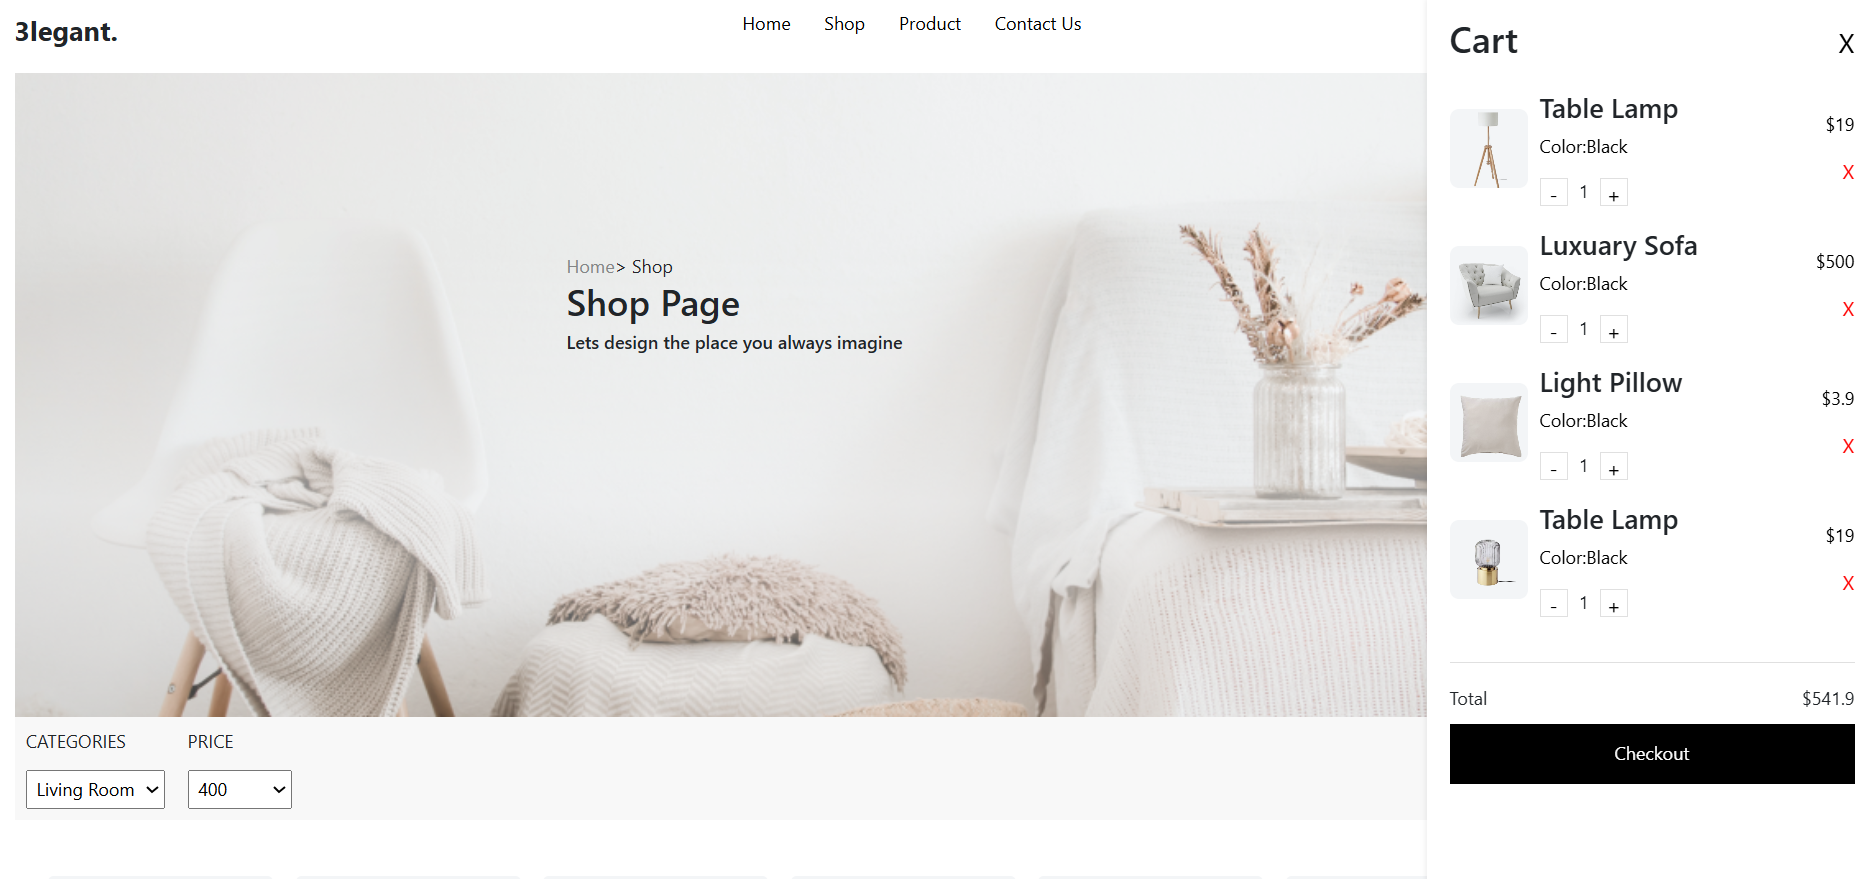 3legant.
Home Shop Product Contact Us
Home> Shop
Shop Page
Lets design the place you always imagine
CATEGORIES PRICE
Living Room 400
Cart X
Table Lamp
$19
Color:Black
X
- 1 +
Luxuary Sofa
$500
Color:Black
X
- 1 +
Light Pillow
$3.9
Color:Black
X
- 1 +
Table Lamp
$19
Color:Black
X
- 1 +
Total $541.9
Checkout